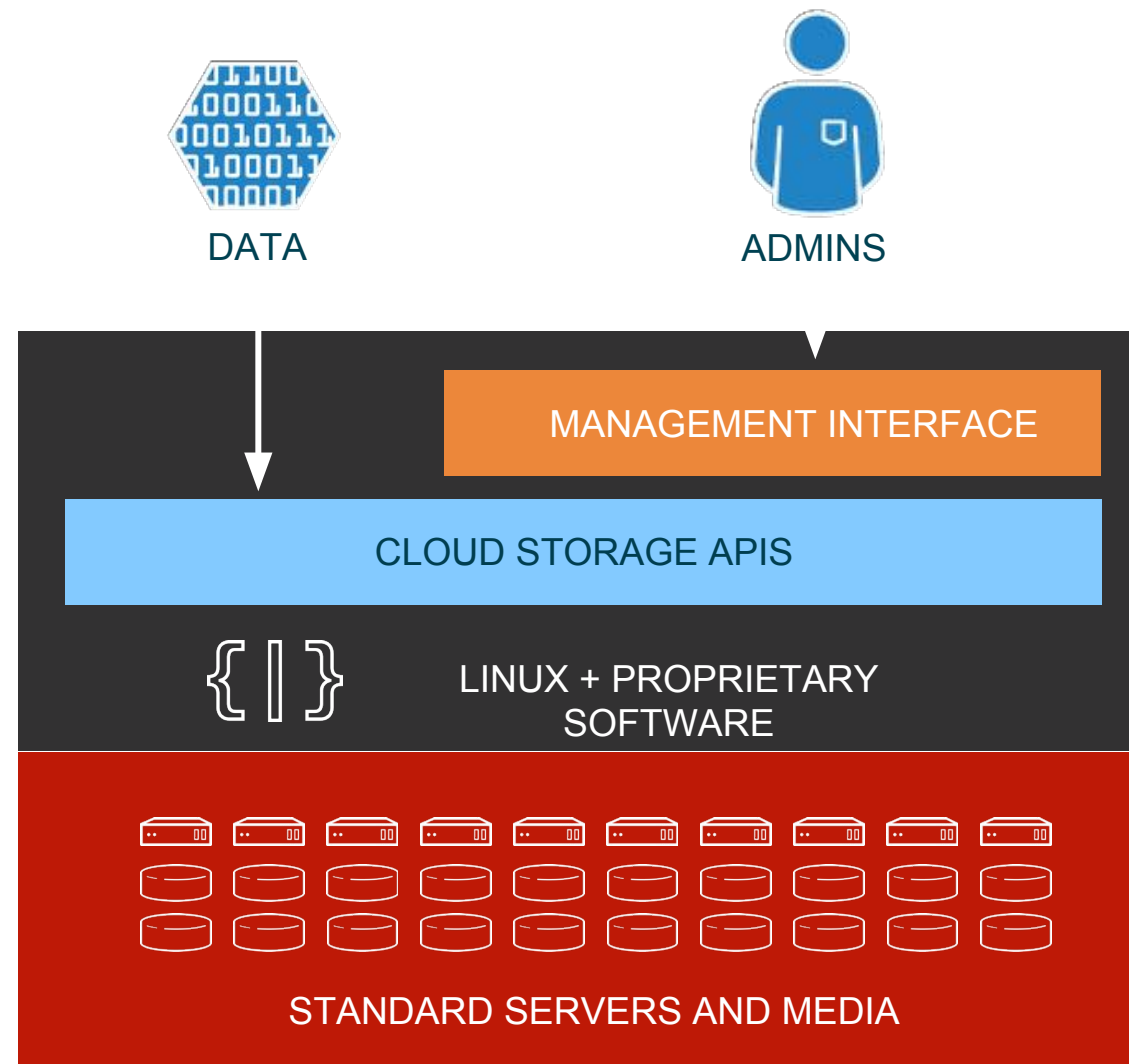 DATA
ADMINS
MANAGEMENT INTERFACE
CLOUD STORAGE APIS
{|}
LINUX + PROPRIETARY
SOFTWARE
STANDARD SERVERS AND MEDIA